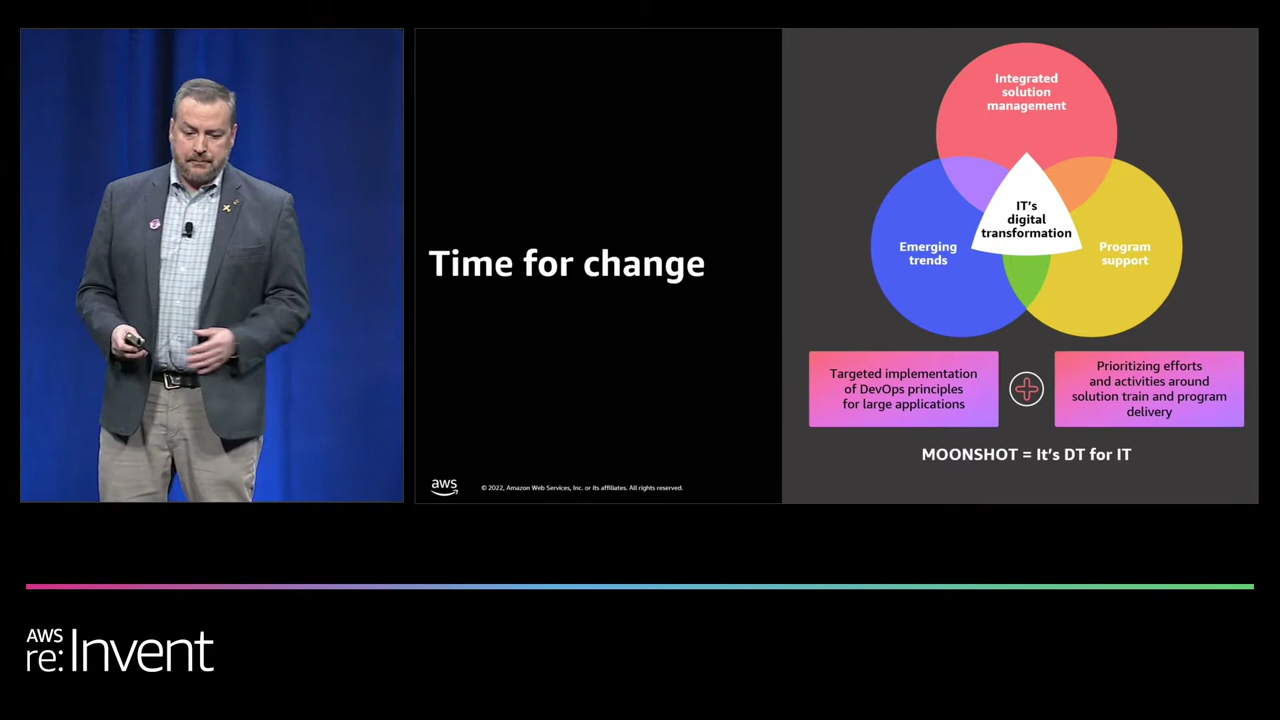 Time for change
aws
© 2022, Amazon Web Services, Inc. or its affiliates. All rights reserved.
Integrated
solution
management
IT's
digital
transformation
Emerging
trends
Program
support
Targeted implementation
of DevOps principles
for large applications
Prioritizing efforts
and activities around
solution train and program
delivery
MOONSHOT = It's DT for IT
AWS
re:Invent